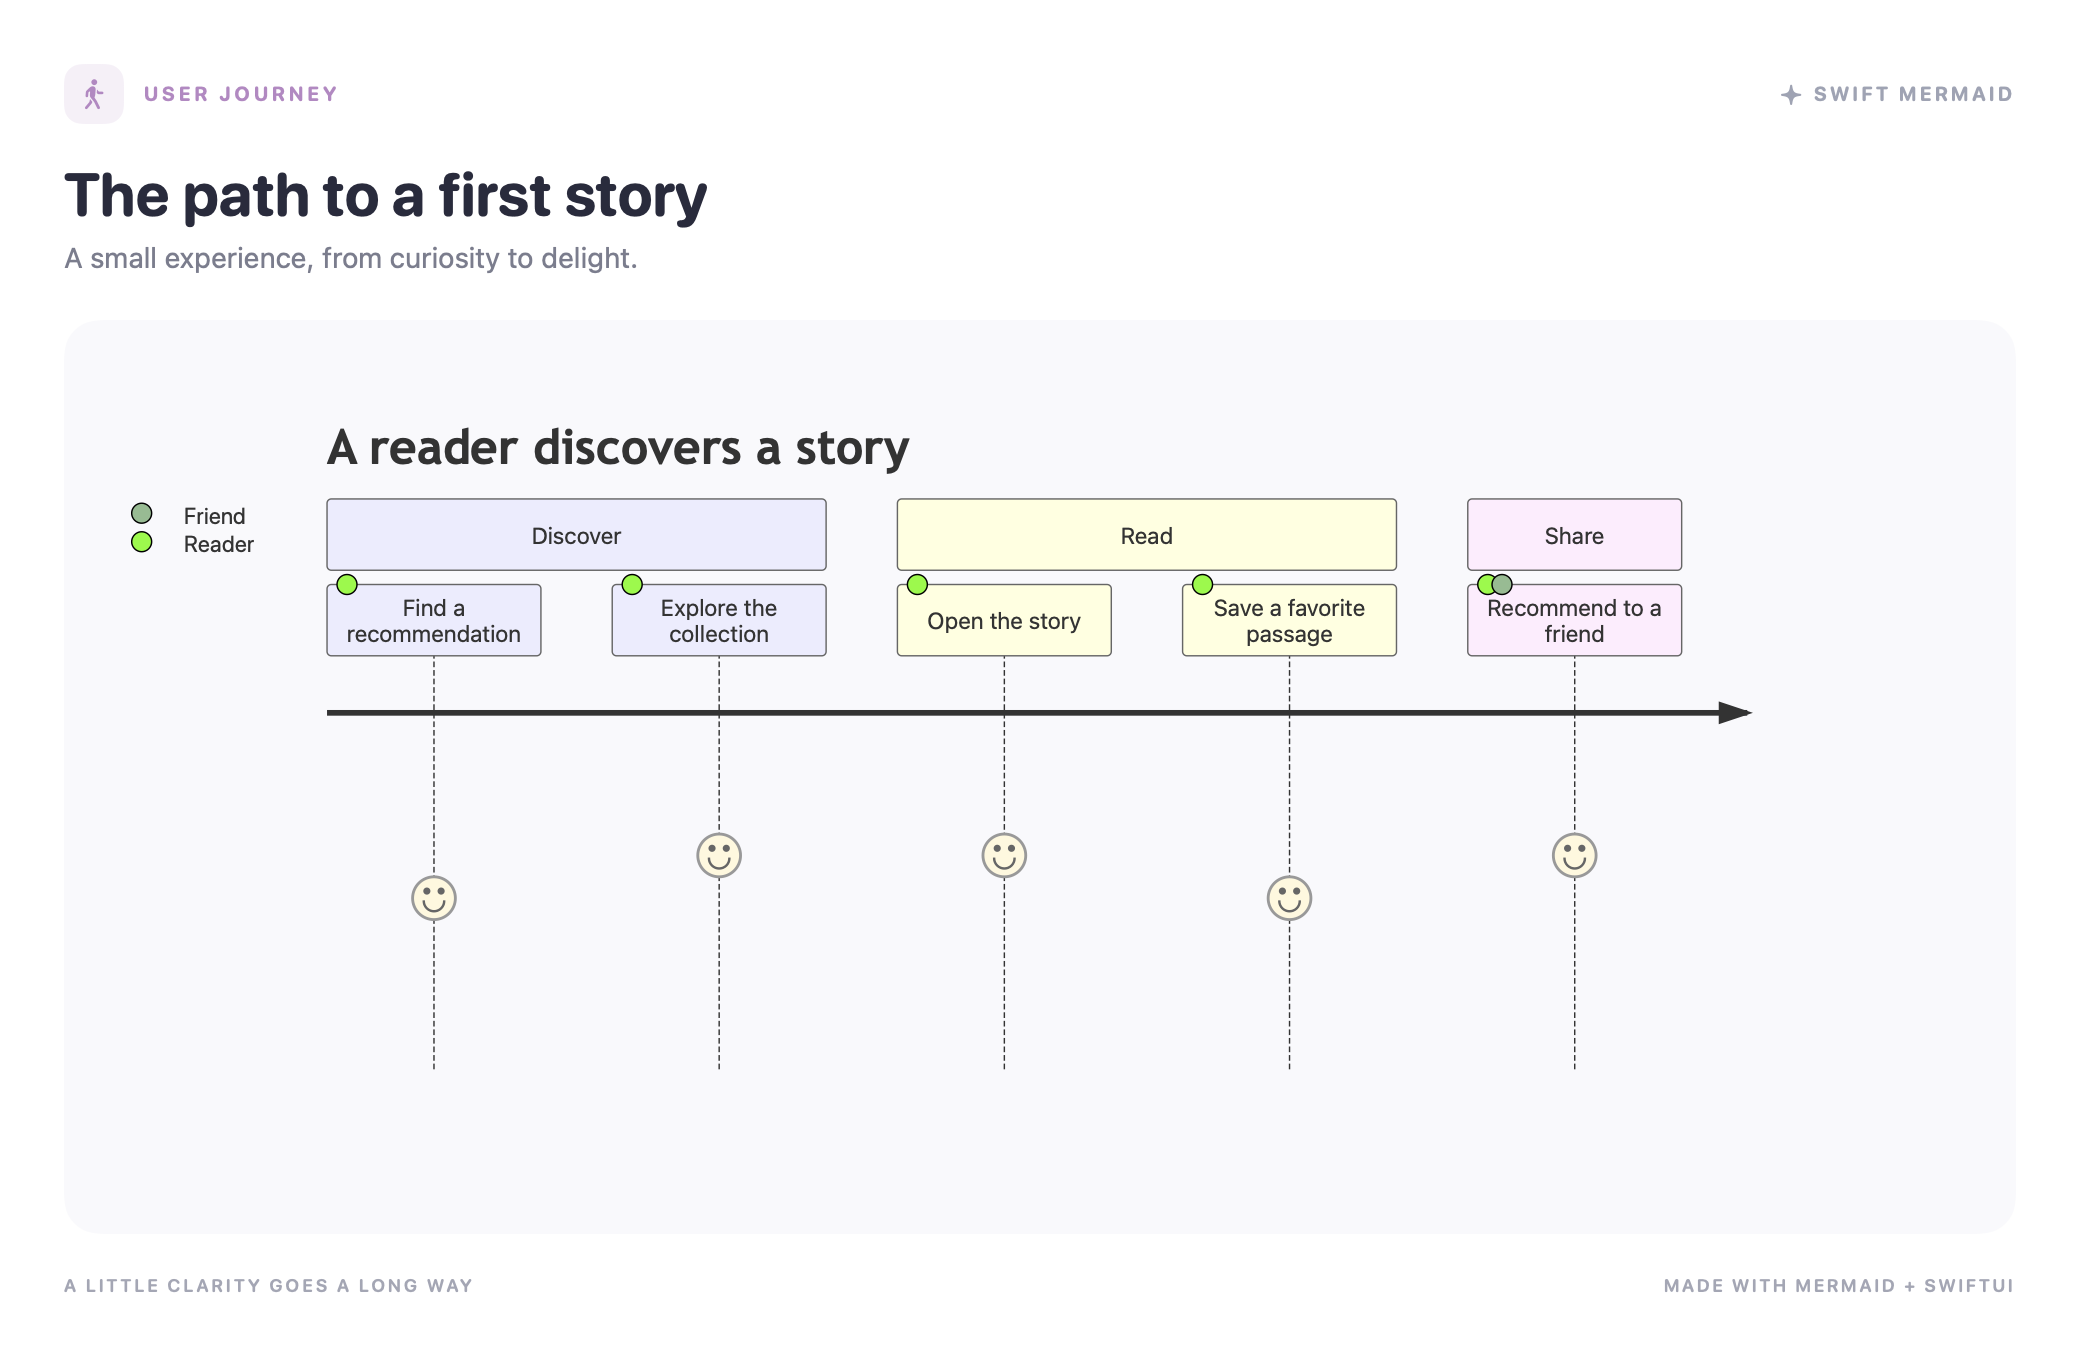 USER JOURNEY
SWIFT MERMAID
The path to a first story
A small experience, from curiosity to delight.
A reader discovers a story
Friend
Reader
Discover
Read
Share
Find a
recommendation
Explore the
collection
Open the story
Save a favorite
passage
Recommend to a
friend
A LITTLE CLARITY GOES A LONG WAY
MADE WITH MERMAID + SWIFTUI